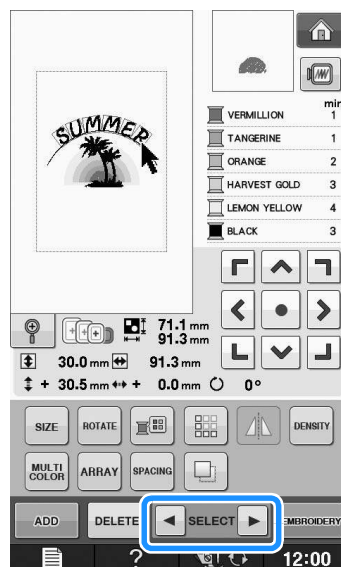 SUMMER
min
VERMILLION 1
TANGERINE 1
ORANGE 2
HARVEST GOLD 3
LEMON YELLOW 4
BLACK 3
71.1 mm
91.3 mm
30.0 mm 91.3 mm
+ 30.5 mm + 0.0 mm 0°
SIZE ROTATE DENSITY
MULTI COLOR ARRAY SPACING
ADD DELETE SELECT EMBROIDERY
? 12:00